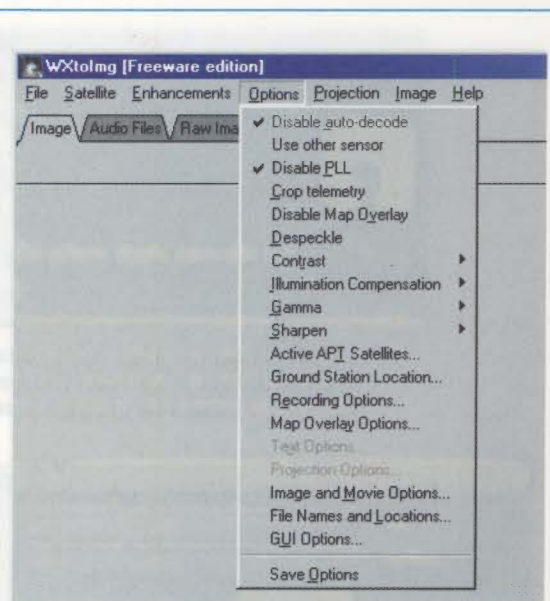 WXtoImg [Freeware edition]
File Satellite Enhancements Options Projection Image Help
Image Audio Files Raw Ima
Disable auto-decode
Use other sensor
Disable PLL
Crop telemetry
Disable Map Overlay
Despeckle
Contrast
Illumination Compensation
Gamma
Sharpen
Active APT Satellites...
Ground Station Location...
Recording Options...
Map Overlay Options...
Text Options...
Projection Options...
Image and Movie Options...
File Names and Locations...
GUI Options...
Save Options